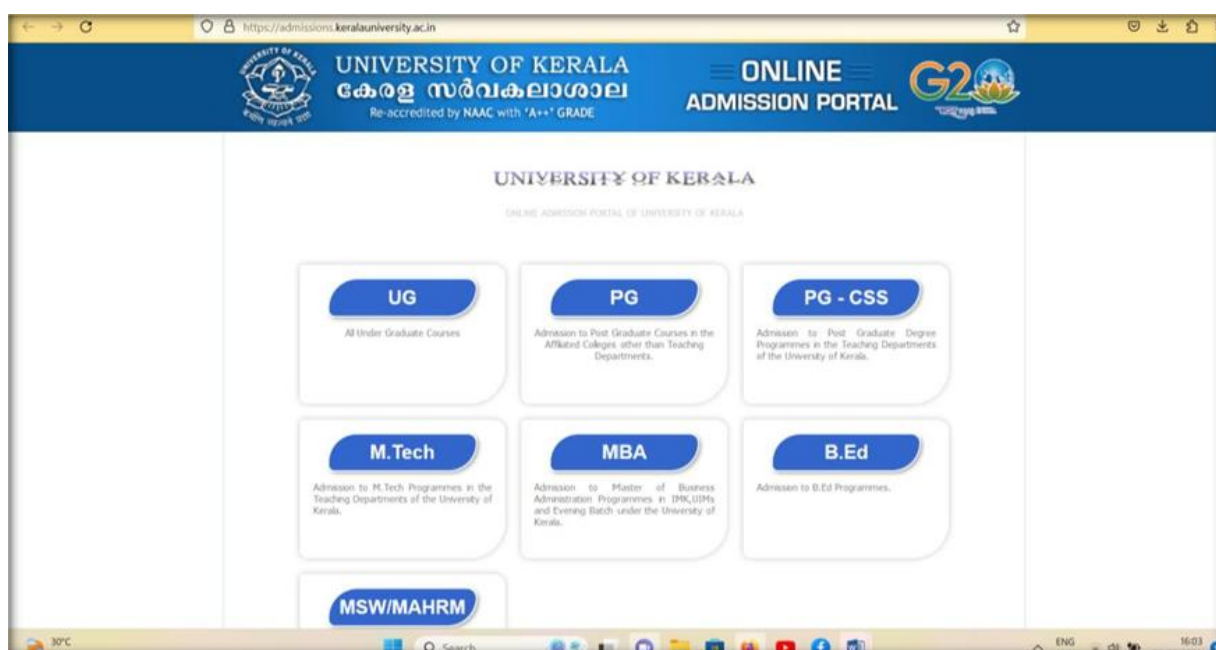 https://admissions.keralauniversity.ac.in
UNIVERSITY OF KERALA
കേരള സർവകലാശാല
Re-accredited by NAAC with 'A++' GRADE
ONLINE
ADMISSION PORTAL
G20
UNIVERSITY OF KERALA
ONLINE ADMISSION PORTAL OF UNIVERSITY OF KERALA
UG
All Under Graduate Courses
PG
Admission to Post Graduate Courses in the
Affiliated Colleges other than Teaching
Departments.
PG - CSS
Admission to Post Graduate Degree
Programmes in the Teaching Departments
of the University of Kerala.
M.Tech
Admission to M.Tech Programmes in the
Teaching Departments of the University of
Kerala.
MBA
Admission to Master of Business
Administration Programmes in IMK,UIMs
and Evening Batch under the University of
Kerala.
B.Ed
Admission to B.Ed Programmes.
MSW/MAHRM
30°C
Search
ENG
16:03